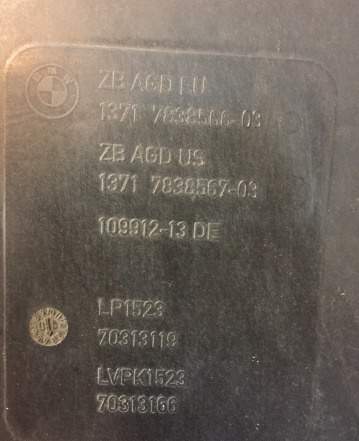 ZB AGD EU
1371 7838566-03
ZB AGD US
1371 7838567-03
109912-13 DE
LP1523
70313119
LVPK1523
70313166